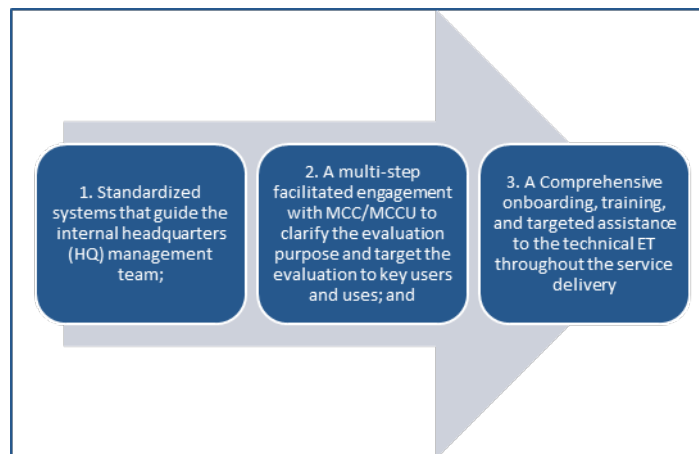 1. Standardized
systems that guide the
internal headquarters
(HQ) management
team;
2. A multi-step
facilitated engagement
with MCC/MCCU to
clarify the evaluation
purpose and target the
evaluation to key users
and uses; and
3. A Comprehensive
onboarding, training,
and targeted assistance
to the technical ET
throughout the service
delivery